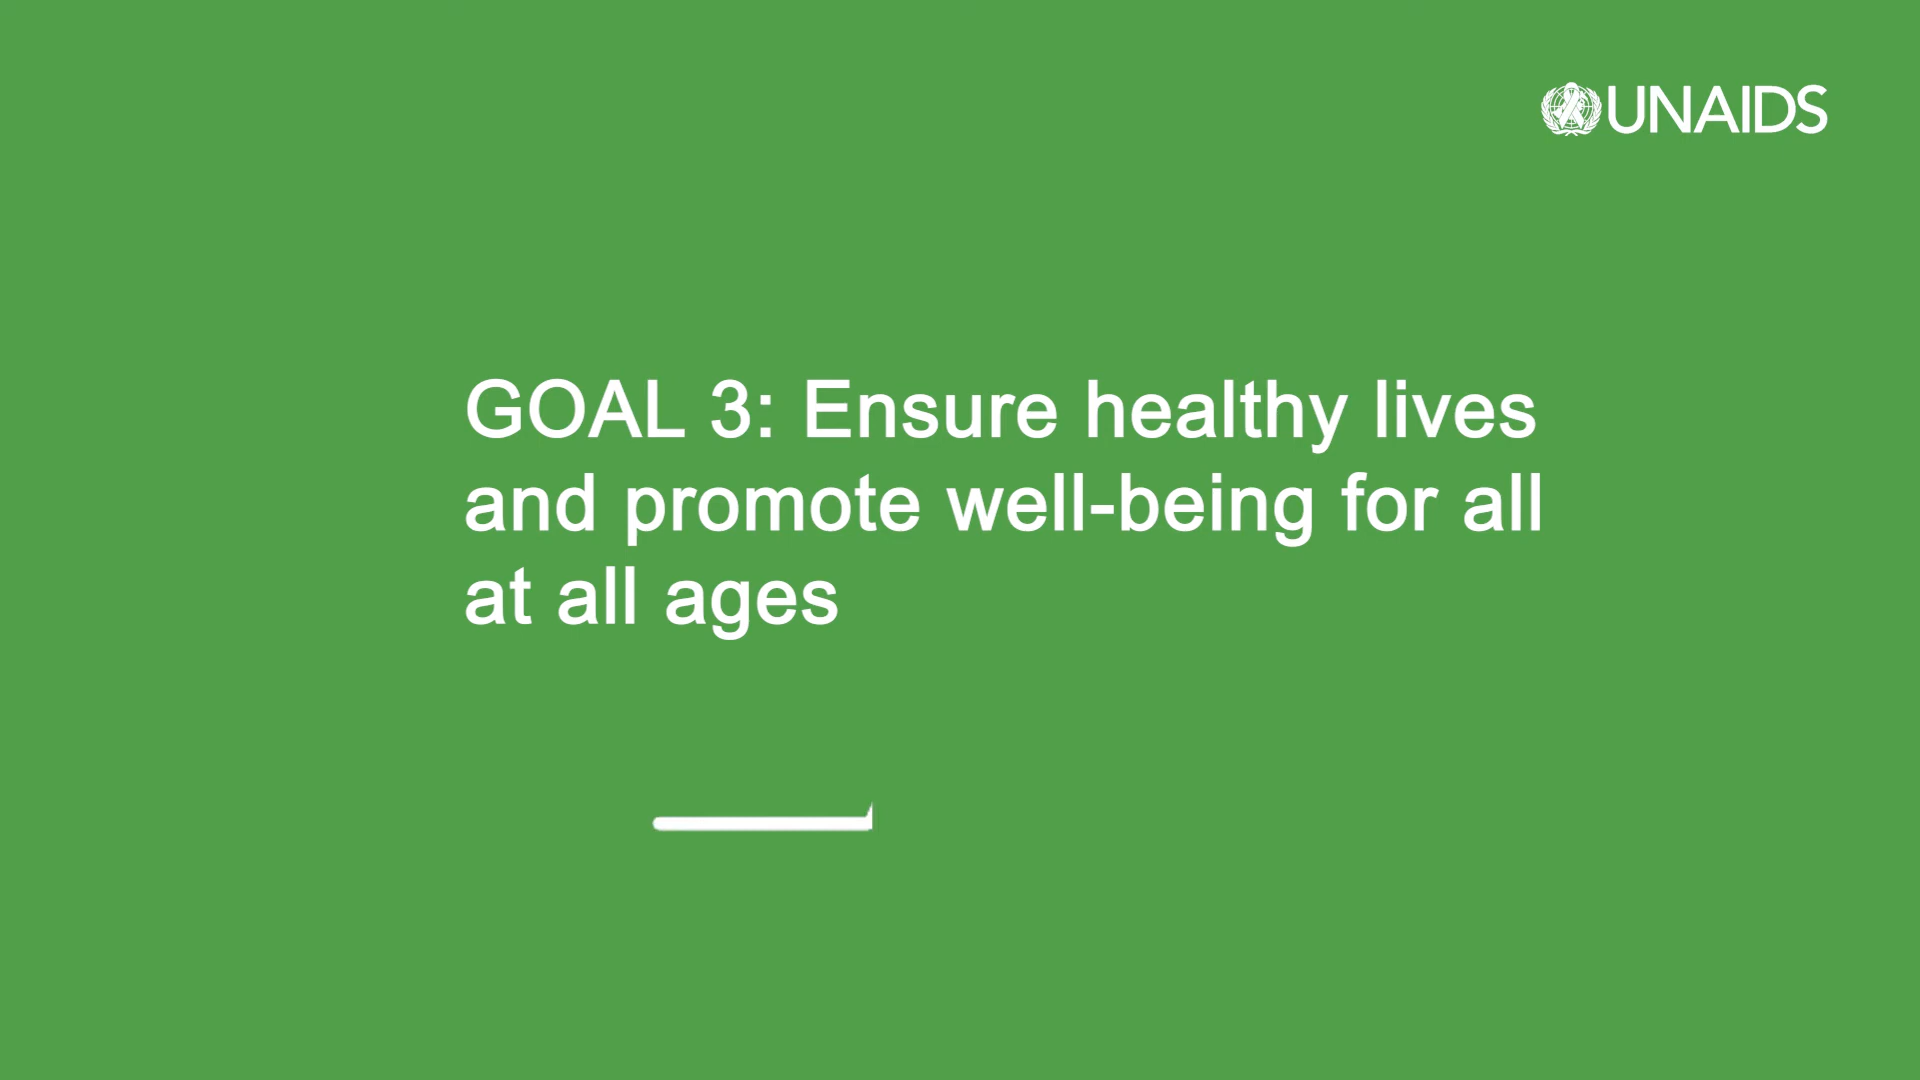 UNAIDS
GOAL 3: Ensure healthy lives
and promote well-being for all
at all ages